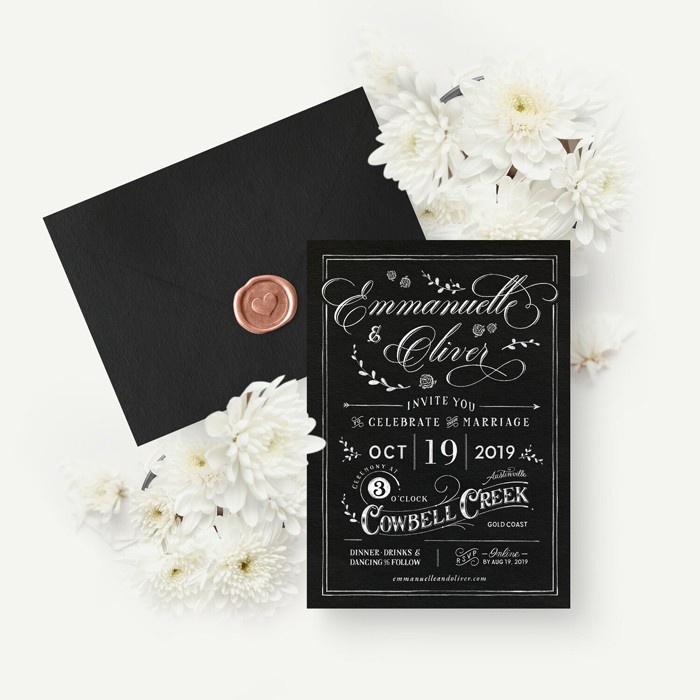 Emmanuelle
&
Oliver
INVITE YOU
TO CELEBRATE THEIR MARRIAGE
OCT 19 2019
CEREMONY AT
3 O'CLOCK
Austinville
COWBELL CREEK
GOLD COAST
DINNER · DRINKS &
DANCING to FOLLOW
RSVP Online
BY AUG 19, 2019
emmanuelleandoliver.com